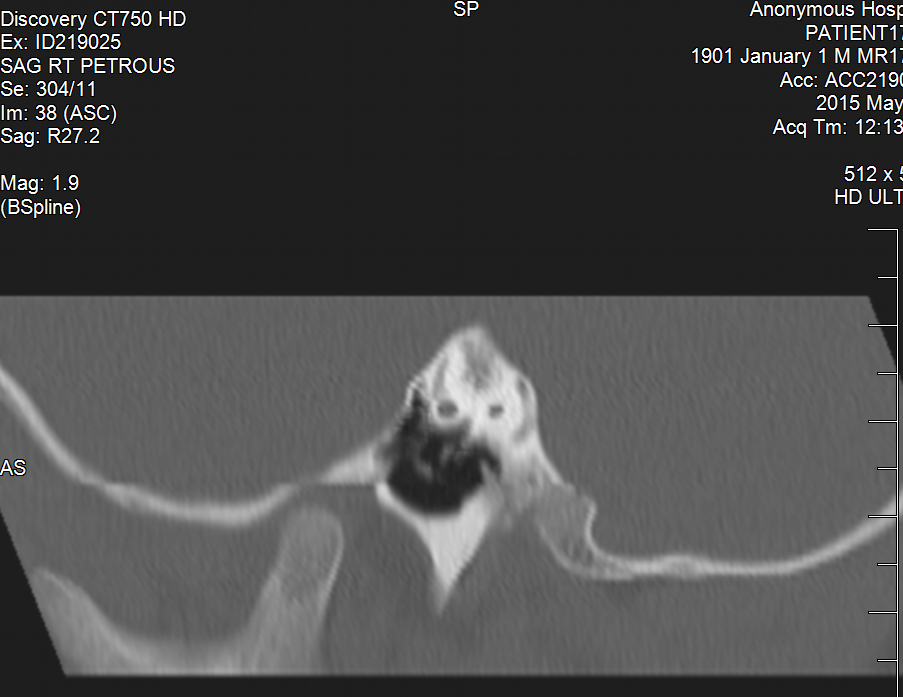 Discovery CT750 HD
Ex: ID219025
SAG RT PETROUS
Se: 304/11
Im: 38 (ASC)
Sag: R27.2
Mag: 1.9
(BSpline)
SP
Anonymous Hosp
PATIENT17
1901 January 1 M MR17
Acc: ACC2190
2015 May
Acq Tm: 12:13
512 x 5
HD ULT
AS